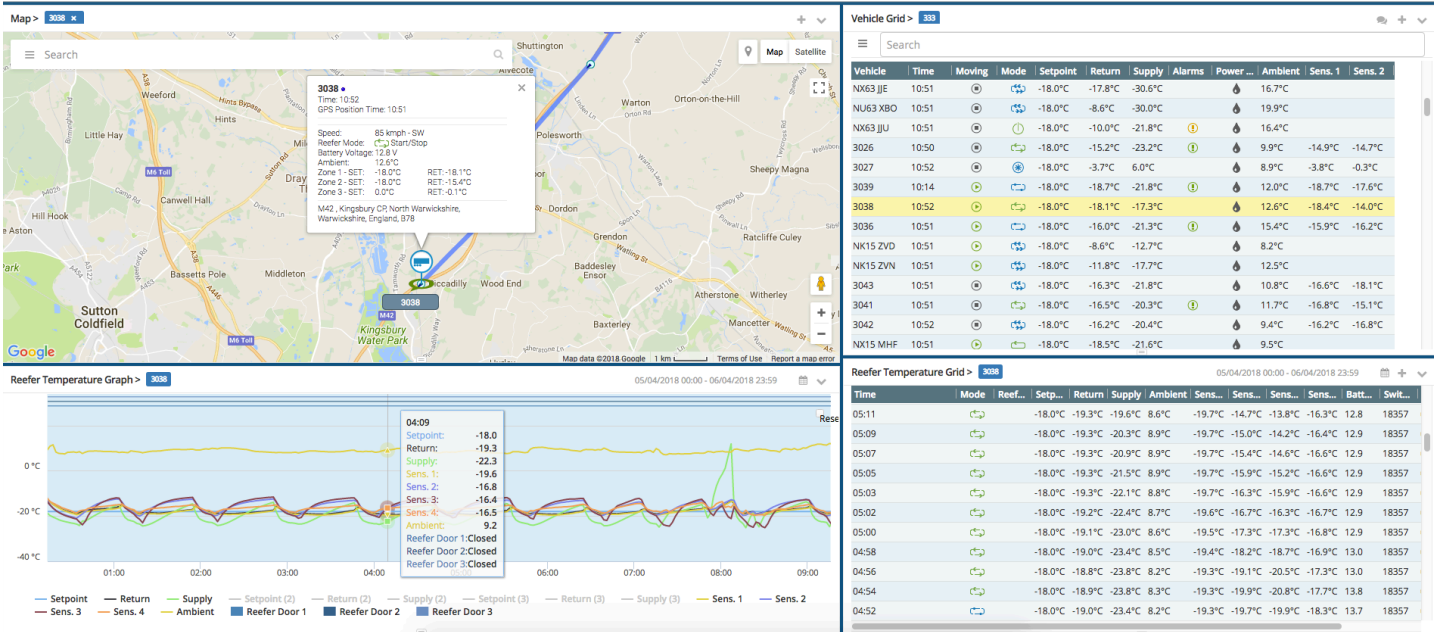 Map > 3038 ×
Search
Map Satellite
3038
Time: 10:52
GPS Position Time: 10:51
Speed: 85 kmph - SW
Reefer Mode: Start/Stop
Battery Voltage: 12.8 V
Ambient: 12.6°C
Zone 1 - SET: -18.0°C RET:-18.1°C
Zone 2 - SET: -18.0°C RET:-15.4°C
Zone 3 - SET: 0.0°C RET:-0.1°C
M42 , Kingsbury CP, North Warwickshire,
Warwickshire, England, B78
Shuttington
Alvecote
Weeford
Hints Bypass
Hints
Warton
Orton-on-the-Hill
Orton Rd
Little Hay
Polesworth
M6 Toll
Sheepy Magna
Canwell Hall
Hill Hook
Dordon
e Aston
Grendon
Watling St
Ratcliffe Culey
Bassetts Pole
Middleton
Baddesley
Ensor
Piccadilly
Wood End
Atherstone
Witherley
3038
Sutton
Coldfield
M42
Kingsbury
Water Park
Baxterley
Mancetter
Watling St
M6 Toll
Google
Map data ©2018 Google 1 km Terms of Use Report a map error
Vehicle Grid > 333
Search
Vehicle Time Moving Mode Setpoint Return Supply Alarms Power ... Ambient Sens. 1 Sens. 2
NX63 JJE 10:51 -18.0°C -17.8°C -30.6°C 16.7°C
NU63 XBO 10:51 -18.0°C -8.6°C -30.0°C 19.9°C
NX63 JJU 10:51 -18.0°C -10.0°C -21.8°C 16.4°C
3026 10:50 -18.0°C -15.2°C -23.2°C 9.9°C -14.9°C -14.7°C
3027 10:52 -18.0°C -3.7°C 6.0°C 8.9°C -3.8°C -0.3°C
3039 10:14 -18.0°C -18.7°C -21.8°C 12.0°C -18.7°C -17.6°C
3038 10:52 -18.0°C -18.1°C -17.3°C 12.6°C -18.4°C -14.0°C
3036 10:51 -18.0°C -16.0°C -21.3°C 15.4°C -15.9°C -16.2°C
NK15 ZVD 10:51 -18.0°C -8.6°C -12.7°C 8.2°C
NK15 ZVN 10:51 -18.0°C -11.8°C -17.7°C 12.5°C
3043 10:51 -18.0°C -16.3°C -21.8°C 10.8°C -16.6°C -18.1°C
3041 10:51 -18.0°C -16.5°C -20.3°C 11.7°C -16.8°C -15.1°C
3042 10:52 -18.0°C -16.2°C -20.4°C 9.4°C -16.2°C -16.8°C
NX15 MHF 10:51 -18.0°C -18.5°C -21.6°C 9.5°C
Reefer Temperature Graph > 3038 05/04/2018 00:00 - 06/04/2018 23:59
Rese
0 °C
-20 °C
-40 °C
04:09
Setpoint: -18.0
Return: -19.3
Supply: -22.3
Sens. 1: -19.6
Sens. 2: -16.8
Sens. 3: -16.4
Sens. 4: -16.5
Ambient: 9.2
Reefer Door 1:Closed
Reefer Door 2:Closed
Reefer Door 3:Closed
01:00 02:00 03:00 04:00 05:00 06:00 07:00 08:00 09:00
Setpoint Return Supply Setpoint (2) Return (2) Supply (2) Setpoint (3) Return (3) Supply (3) Sens. 1 Sens. 2
Sens. 3 Sens. 4 Ambient Reefer Door 1 Reefer Door 2 Reefer Door 3
Reefer Temperature Grid > 3038 05/04/2018 00:00 - 06/04/2018 23:59
Time Mode Reef... Setp... Return Supply Ambient Sens... Sens... Sens... Sens... Batt... Swit...
05:11 -18.0°C -19.3°C -19.6°C 8.6°C -19.7°C -14.7°C -13.8°C -16.3°C 12.8 18357
05:09 -18.0°C -19.3°C -20.3°C 8.9°C -19.7°C -15.0°C -14.2°C -16.4°C 12.9 18357
05:07 -18.0°C -19.3°C -20.9°C 8.9°C -19.7°C -15.4°C -14.6°C -16.6°C 12.9 18357
05:05 -18.0°C -19.3°C -21.5°C 8.9°C -19.7°C -15.9°C -15.2°C -16.6°C 12.9 18357
05:03 -18.0°C -19.3°C -22.1°C 8.8°C -19.7°C -16.3°C -15.9°C -16.6°C 12.9 18357
05:02 -18.0°C -19.2°C -22.4°C 8.7°C -19.6°C -16.7°C -16.3°C -16.7°C 12.9 18357
05:00 -18.0°C -19.1°C -23.0°C 8.6°C -19.5°C -17.3°C -17.3°C -16.8°C 12.9 18357
04:58 -18.0°C -19.0°C -23.4°C 8.5°C -19.4°C -18.2°C -18.7°C -16.9°C 13.0 18357
04:56 -18.0°C -18.8°C -23.8°C 8.2°C -19.3°C -19.1°C -20.5°C -17.3°C 13.0 18357
04:54 -18.0°C -18.9°C -23.8°C 8.3°C -19.3°C -19.9°C -20.8°C -17.7°C 13.8 18357
04:52 -18.0°C -19.0°C -23.4°C 8.2°C -19.3°C -19.7°C -19.9°C -18.3°C 13.7 18357